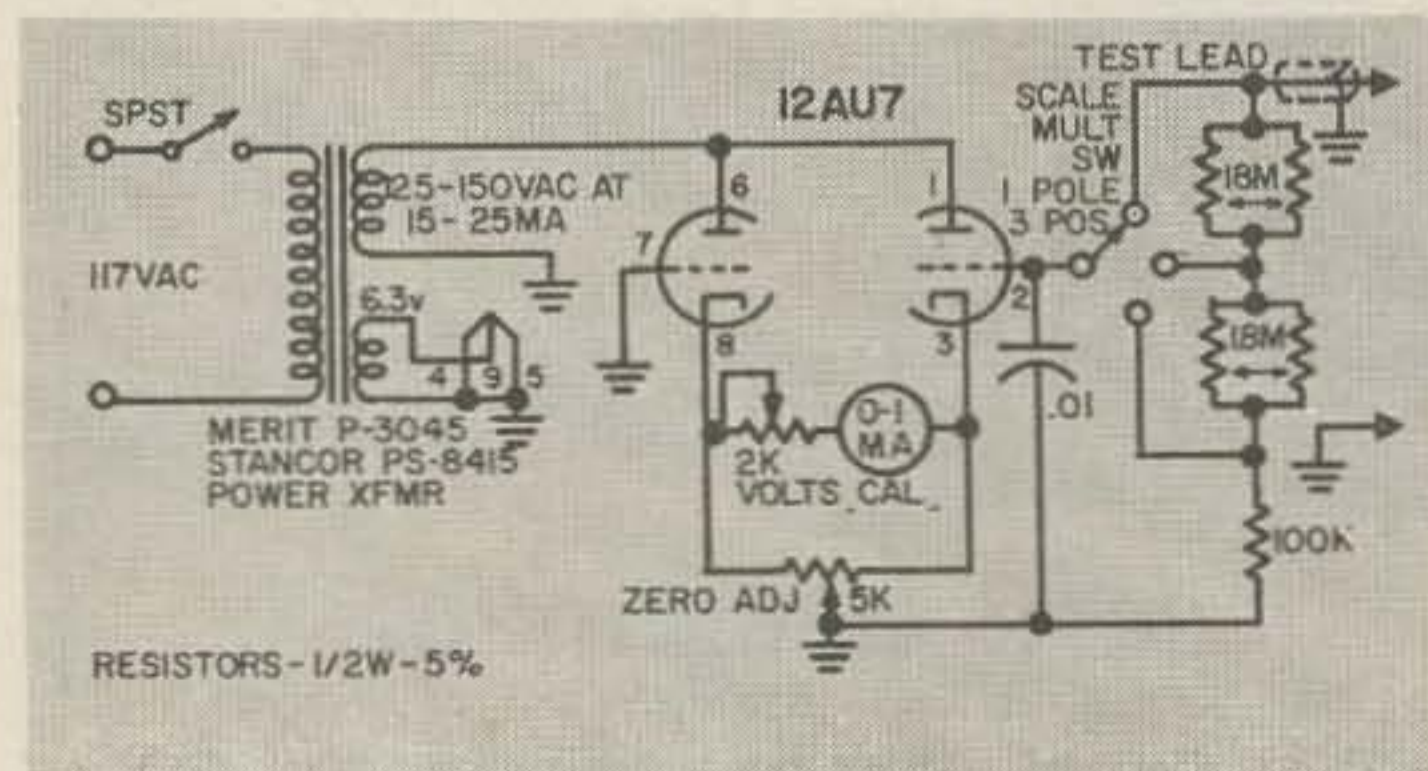 SPST
117VAC
125-150VAC AT
15-25MA
6.3v
4 9 5
MERIT P-3045
STANCOR PS-8415
POWER XFMR
12AU7
6
7
8
1
2
3
0-1
MA
2K
VOLTS CAL
ZERO ADJ 5K
.01
TEST LEAD
SCALE
MULT
SW
1 POLE
3 POS
18M
1.8M
100K
RESISTORS-1/2W-5%